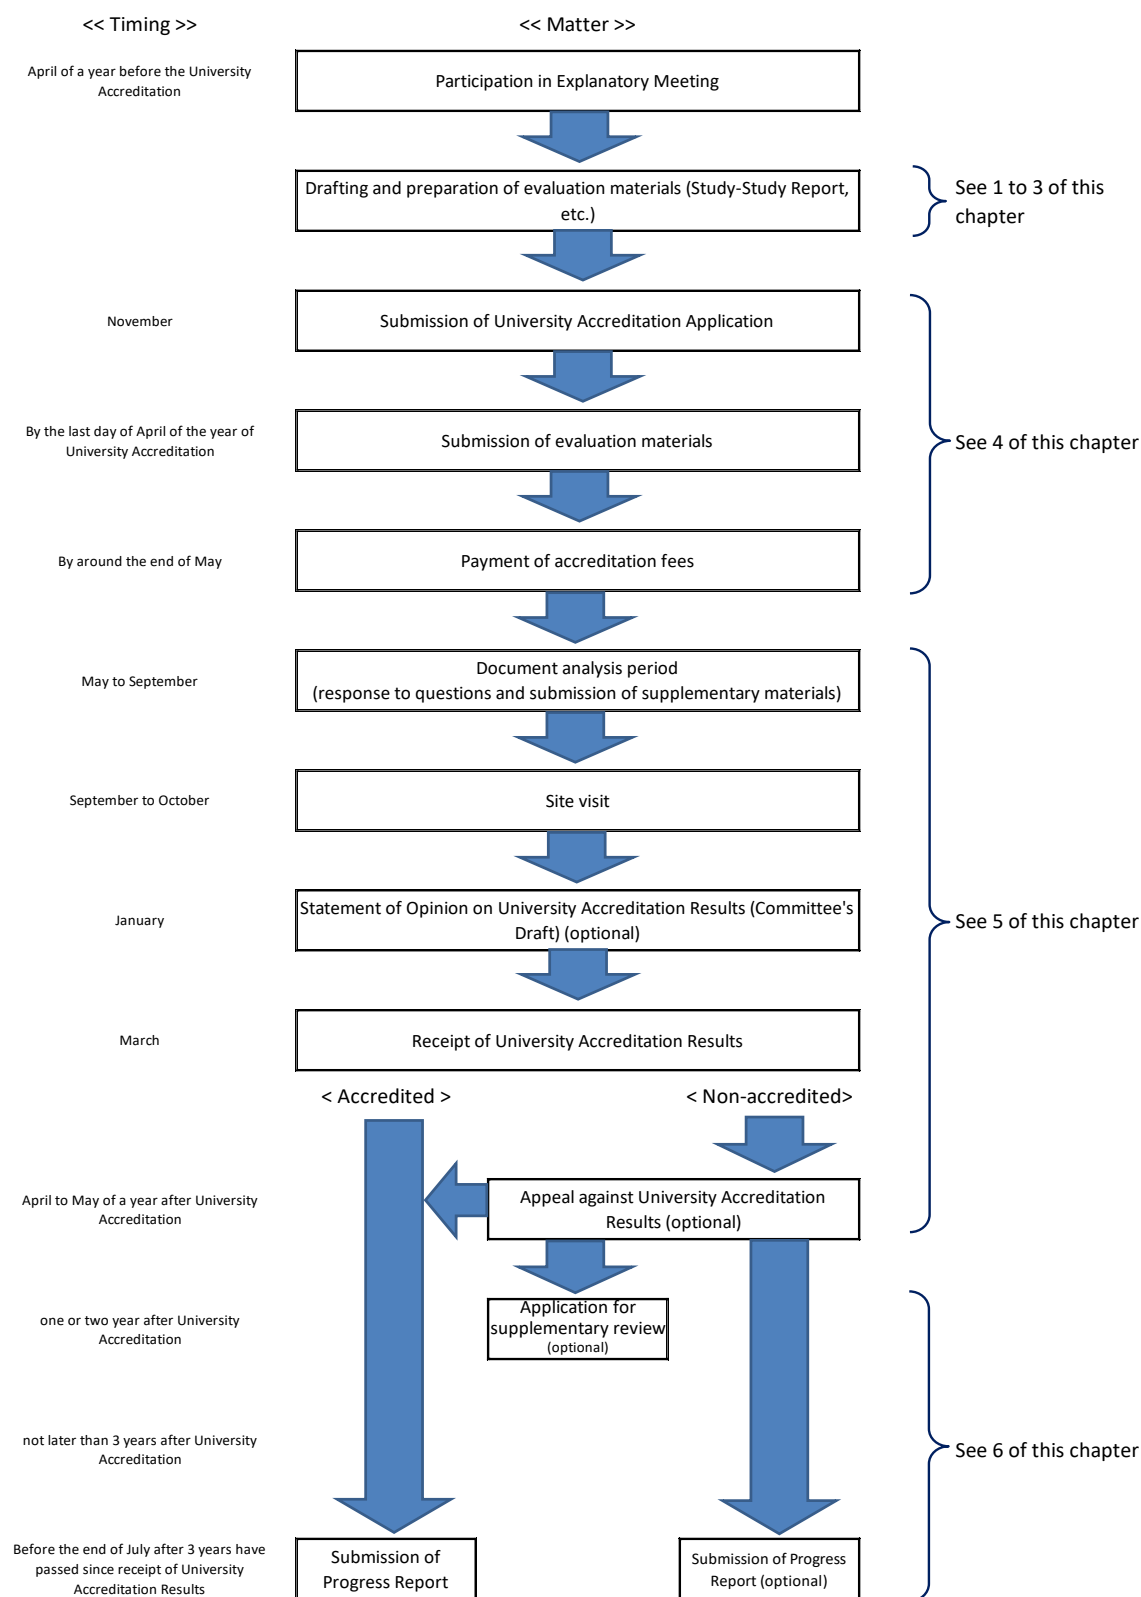 << Timing >>
<< Matter >>
April of a year before the University
Accreditation
Participation in Explanatory Meeting
Drafting and preparation of evaluation materials (Study-Study Report,
etc.)
See 1 to 3 of this
chapter
November
Submission of University Accreditation Application
By the last day of April of the year of
University Accreditation
Submission of evaluation materials
See 4 of this chapter
By around the end of May
Payment of accreditation fees
May to September
Document analysis period
(response to questions and submission of supplementary materials)
September to October
Site visit
January
Statement of Opinion on University Accreditation Results (Committee's
Draft) (optional)
See 5 of this chapter
March
Receipt of University Accreditation Results
< Accredited >
< Non-accredited>
April to May of a year after University
Accreditation
Appeal against University Accreditation
Results (optional)
one or two year after University
Accreditation
Application for
supplementary review
(optional)
not later than 3 years after University
Accreditation
See 6 of this chapter
Before the end of July after 3 years have
passed since receipt of University
Accreditation Results
Submission of
Progress Report
Submission of Progress
Report (optional)